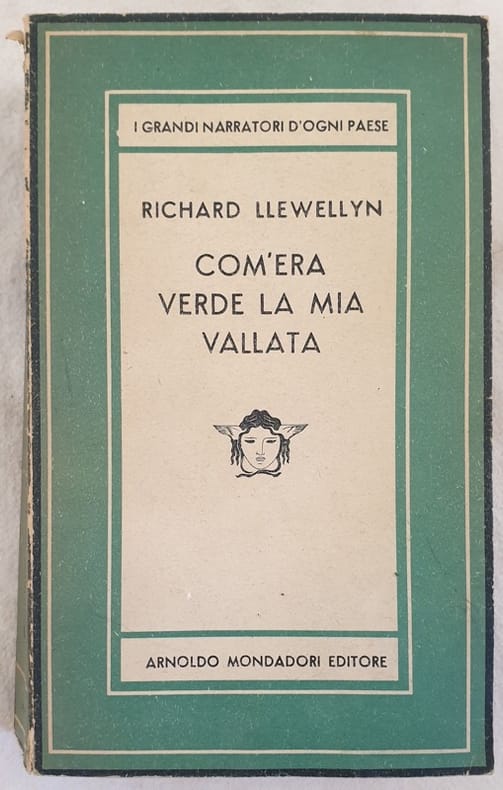 I GRANDI NARRATORI D'OGNI PAESE
RICHARD LLEWELLYN
COM'ERA
VERDE LA MIA
VALLATA
ARNOLDO MONDADORI EDITORE